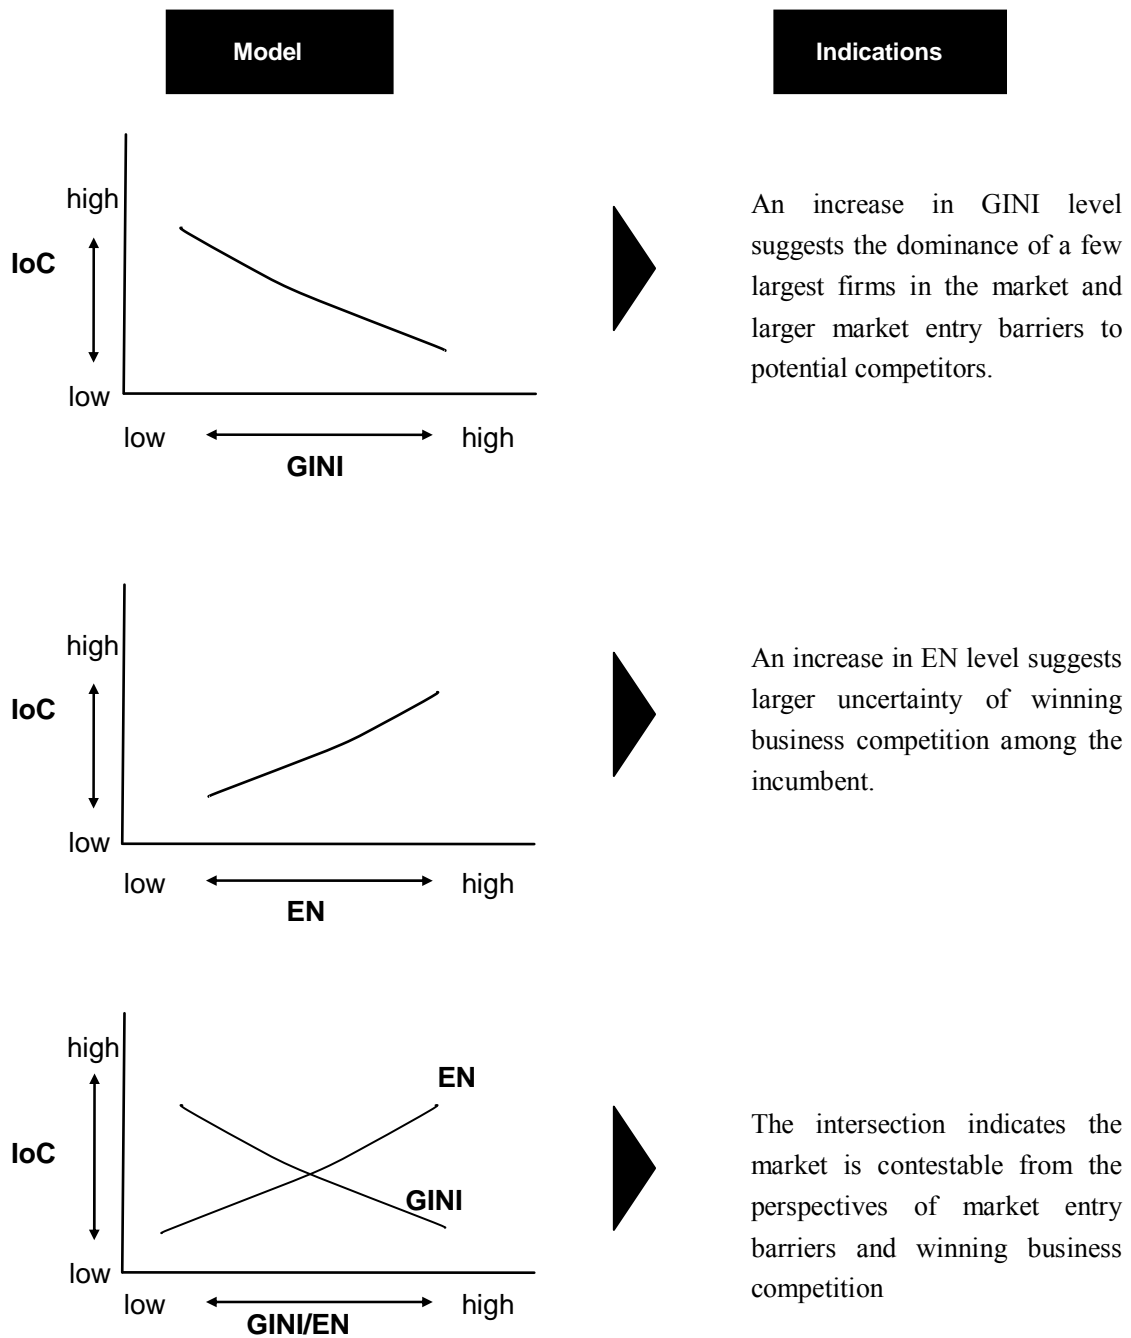 Model
Indications
high
IoC
low
low
high
GINI
An increase in GINI level
suggests the dominance of a few
largest firms in the market and
larger market entry barriers to
potential competitors.
high
IoC
low
low
high
EN
An increase in EN level suggests
larger uncertainty of winning
business competition among the
incumbent.
high
EN
IoC
GINI
low
low
high
GINI/EN
The intersection indicates the
market is contestable from the
perspectives of market entry
barriers and winning business
competition